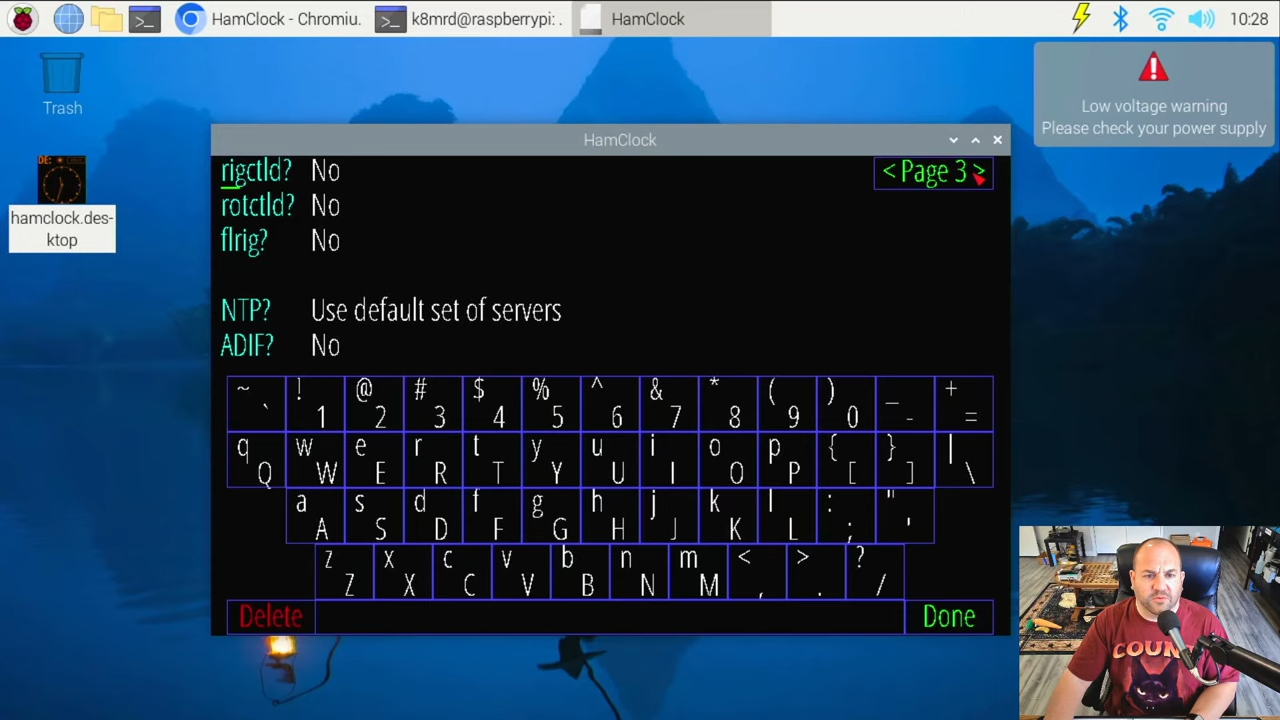 HamClock - Chromiu.
k8mrd@raspberrypi: .
HamClock
10:28
Trash
Low voltage warning
Please check your power supply
hamclock.des-
ktop
DE:
HamClock
rigctld? No
< Page 3 >
rotctld? No
flrig? No
NTP? Use default set of servers
ADIF? No
~ ! @ # $ % ^ & * ( ) _ +
` 1 2 3 4 5 6 7 8 9 0 - =
q w e r t y u i o p { } |
Q W E R T Y U I O P [ ] \
a s d f g h j k l : "
A S D F G H J K L ; '
z x c v b n m < > ?
Z X C V B N M , . /
Delete
Done
COUN